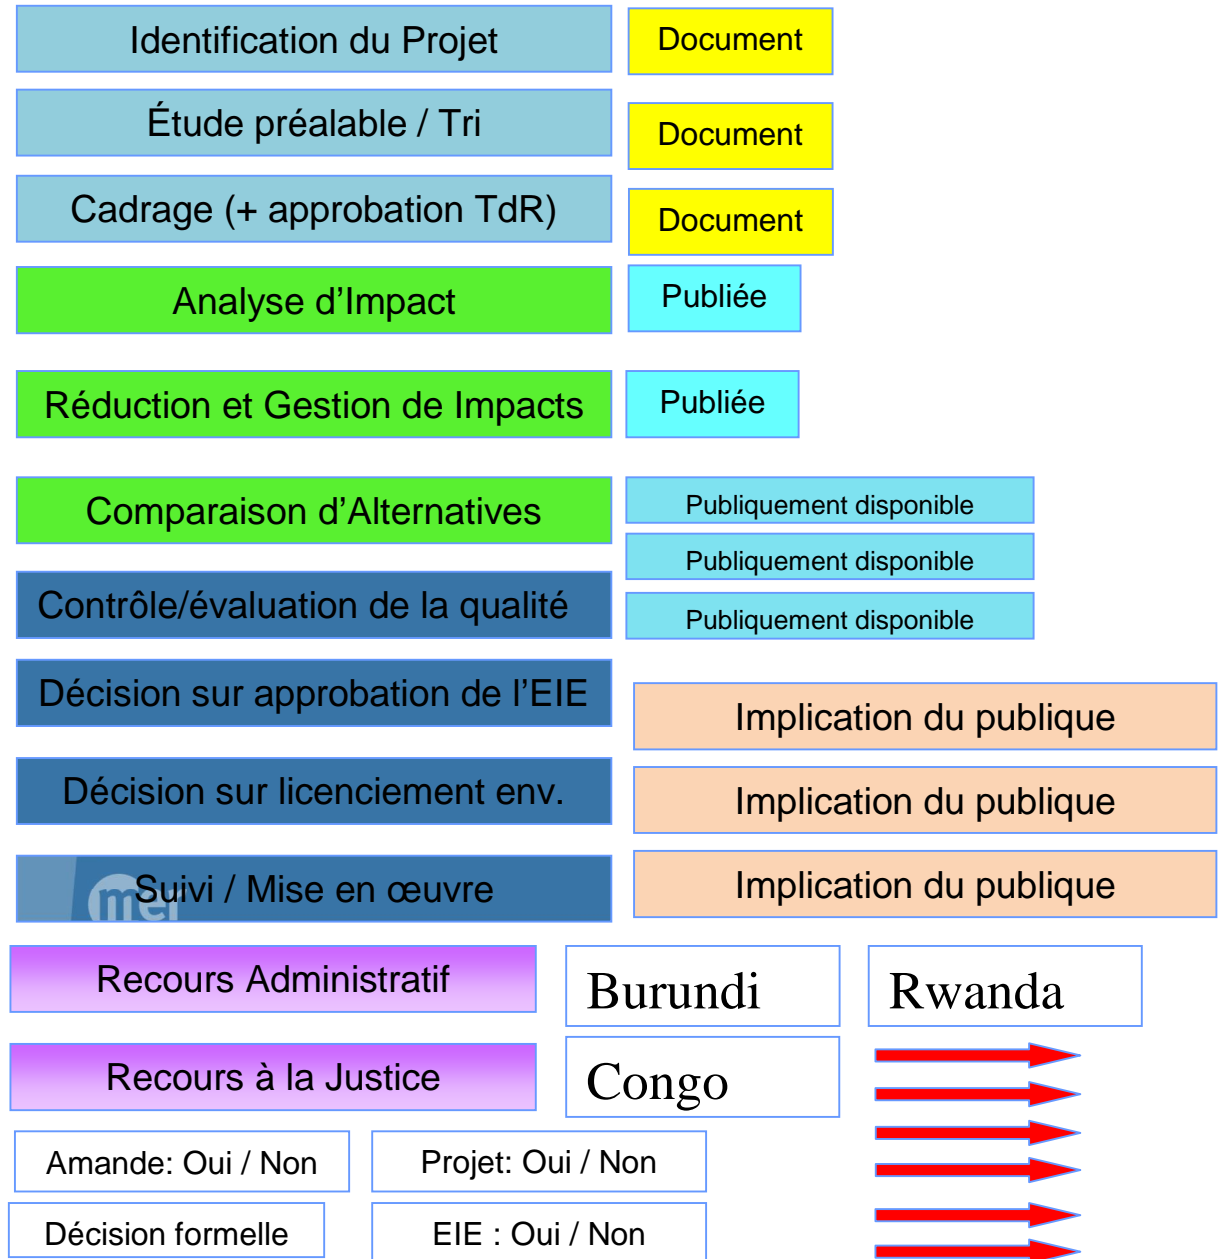 Identification du Projet
Document
Étude préalable / Tri
Document
Cadrage (+ approbation TdR)
Document
Analyse d’Impact
Publiée
Réduction et Gestion de Impacts
Publiée
Comparaison d’Alternatives
Publiquement disponible
Publiquement disponible
Contrôle/évaluation de la qualité
Publiquement disponible
Décision sur approbation de l’EIE
Implication du publique
Décision sur licenciement env.
Implication du publique
mer
Suivi / Mise en œuvre
Implication du publique
Recours Administratif
Burundi
Rwanda
Recours à la Justice
Congo
Amande: Oui / Non
Projet: Oui / Non
Décision formelle
EIE : Oui / Non